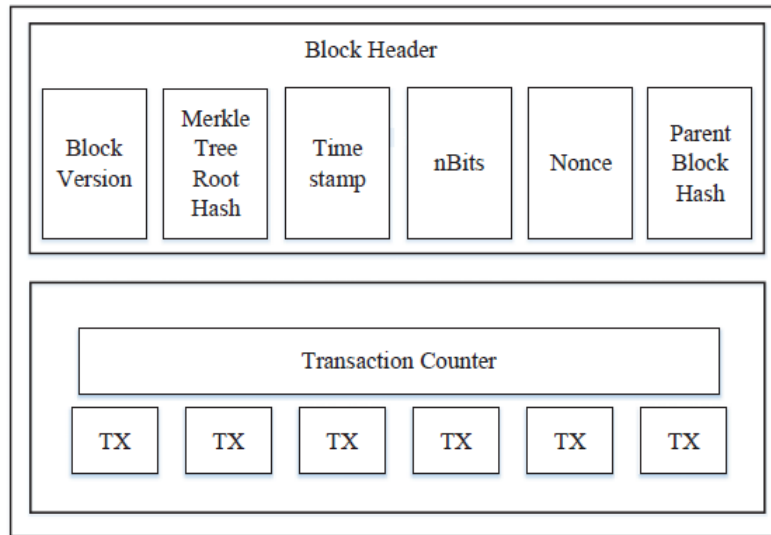 Block Header
Block
Version
Merkle
Tree
Root
Hash
Time
stamp
nBits
Nonce
Parent
Block
Hash
Transaction Counter
TX
TX
TX
TX
TX
TX